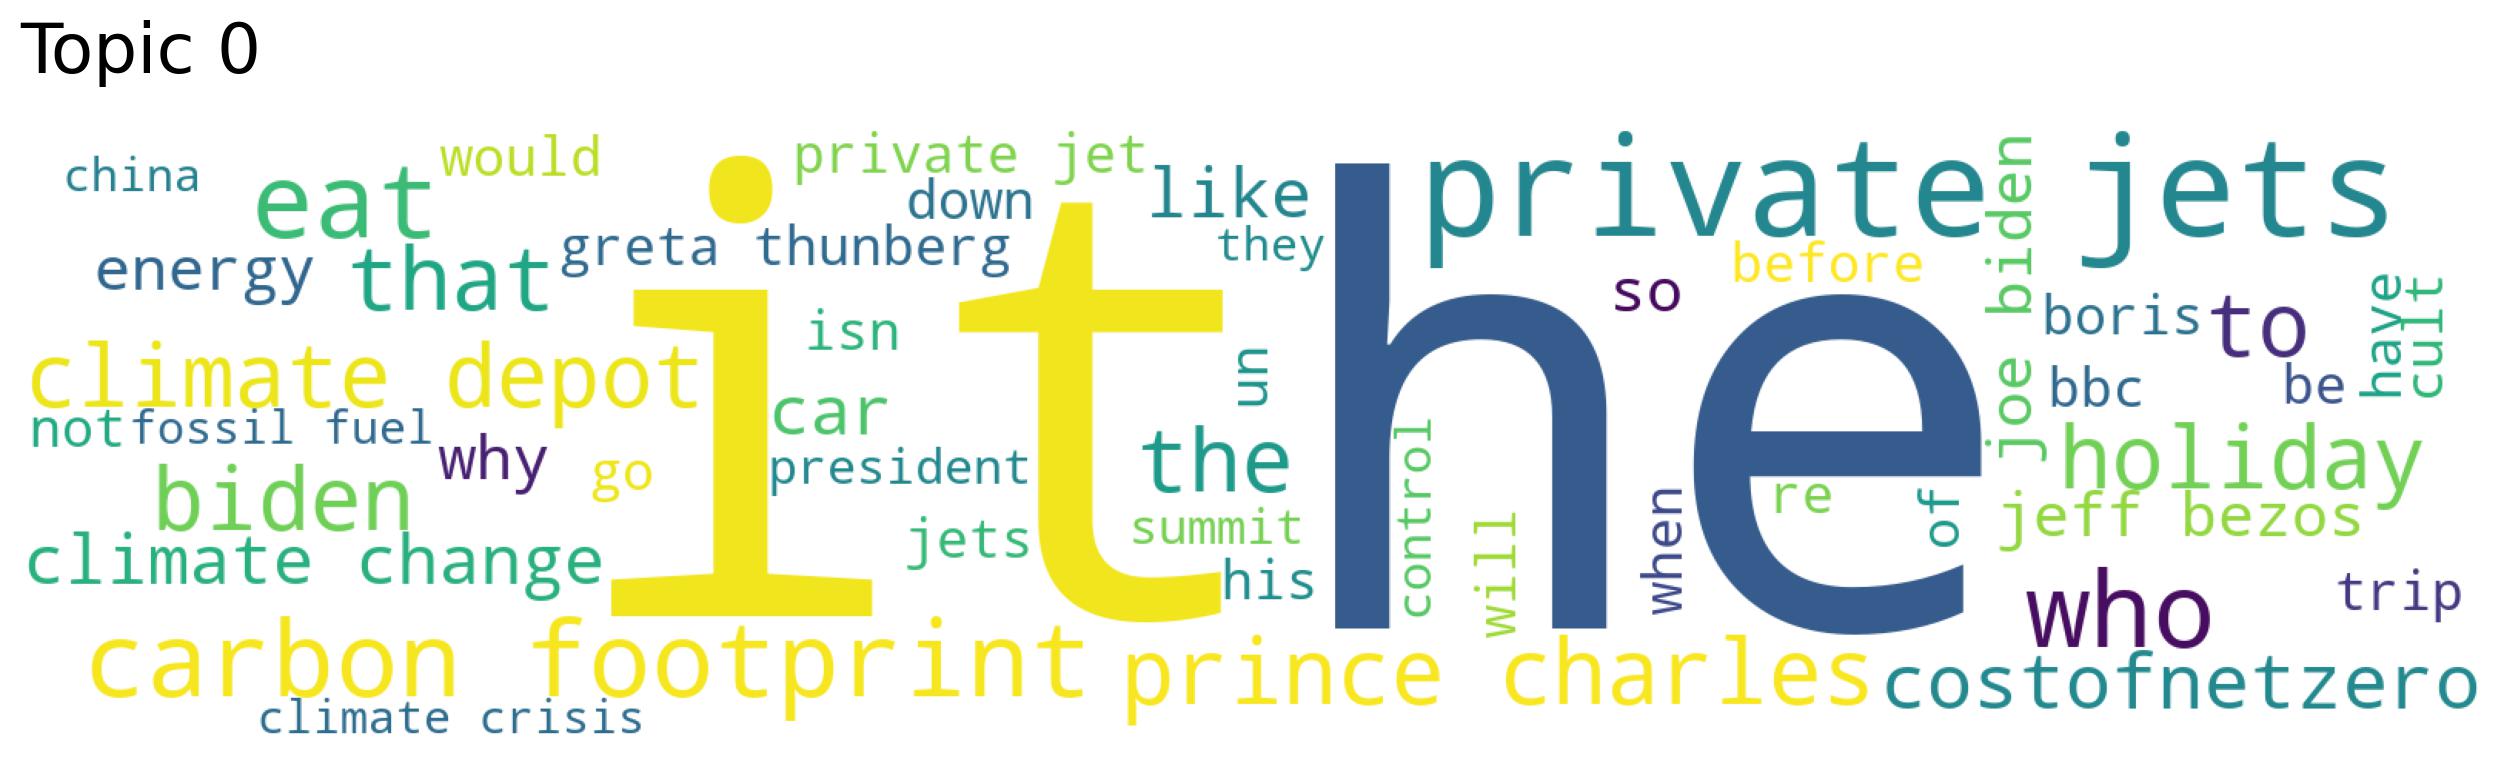 Topic 0
would
private jet
china
eat
down
like
private jets
joe biden
greta thunberg
they
energy
that
before
so
it
he
isn
boris
to
have
cult
un
climate depot
car
bbc
be
not
fossil fuel
why
the
control
holiday
go
president
biden
re
of
when
will
jeff bezos
jets
summit
climate change
his
who
trip
carbon footprint
prince charles
costofnetzero
climate crisis